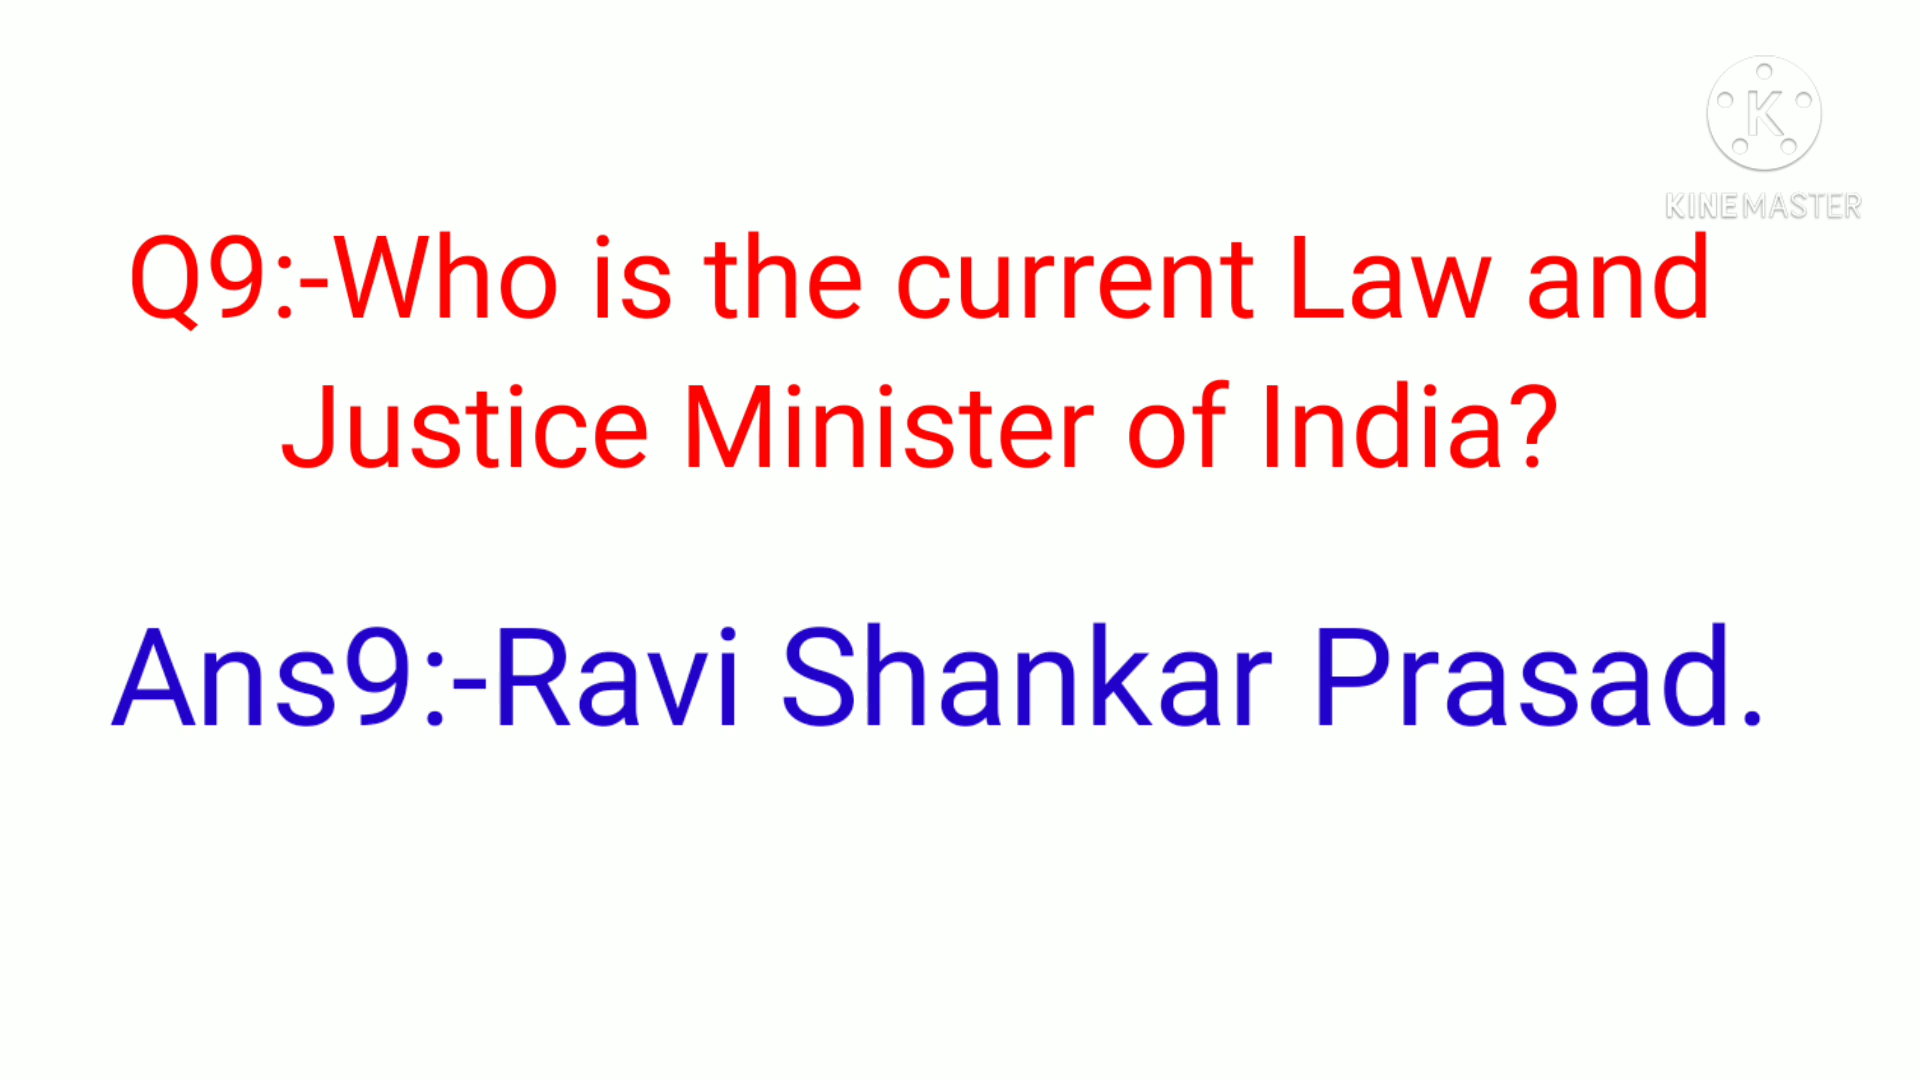 K
KINEMASTER
Q9:-Who is the current Law and
Justice Minister of India?
Ans9:-Ravi Shankar Prasad.